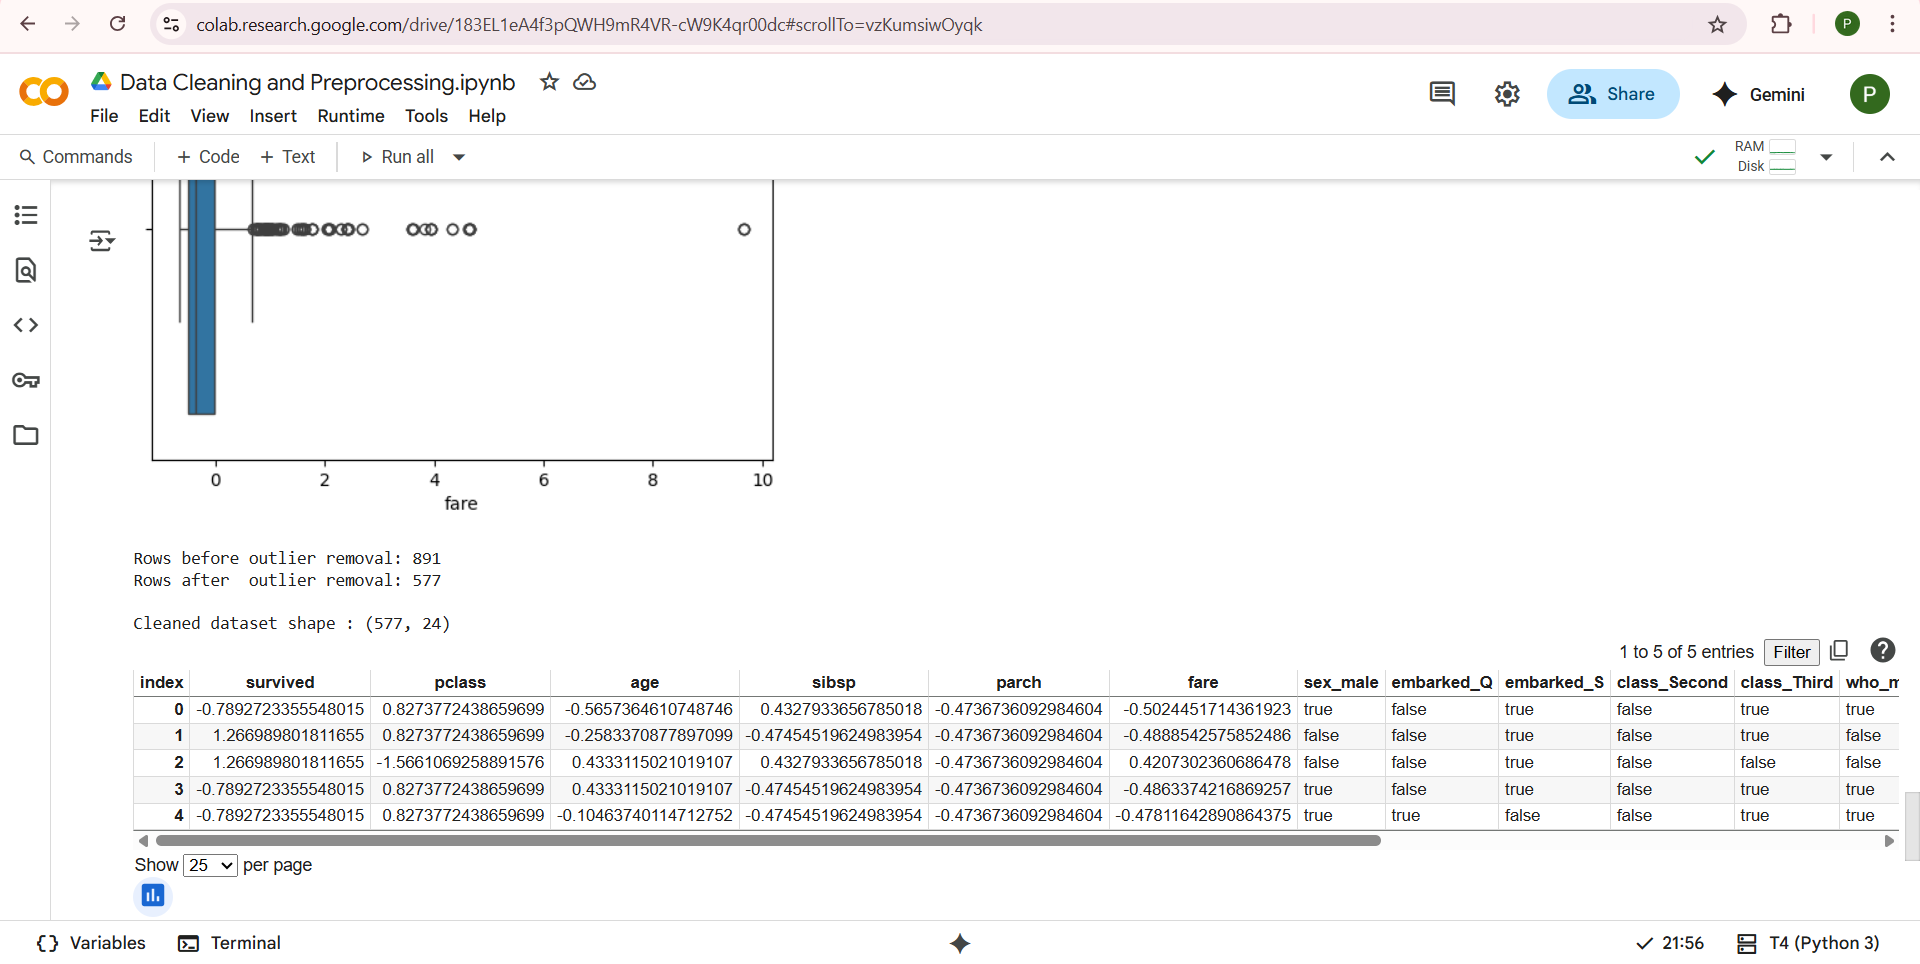 colab.research.google.com/drive/183EL1eA4f3pQWH9mR4VR-cW9K4qr00dc#scrollTo=vzKumsiwOyqk
P
Data Cleaning and Preprocessing.ipynb
File Edit View Insert Runtime Tools Help
Share
Gemini
P
Commands
+ Code + Text
Run all
RAM
Disk
0 2 4 6 8 10
fare
Rows before outlier removal: 891
Rows after  outlier removal: 577
Cleaned dataset shape : (577, 24)
1 to 5 of 5 entries Filter
index survived pclass age sibsp parch fare sex_male embarked_Q embarked_S class_Second class_Third who_m
0 -0.7892723355548015 0.8273772438659699 -0.5657364610748746 0.4327933656785018 -0.4736736092984604 -0.5024451714361923 true false true false true true
1 1.266989801811655 0.8273772438659699 -0.2583370877897099 -0.47454519624983954 -0.4736736092984604 -0.4888542575852486 false false true false true false
2 1.266989801811655 -1.5661069258891576 0.4333115021019107 0.4327933656785018 -0.4736736092984604 0.4207302360686478 false false true false false false
3 -0.7892723355548015 0.8273772438659699 0.4333115021019107 -0.47454519624983954 -0.4736736092984604 -0.4863374216869257 true false true false true true
4 -0.7892723355548015 0.8273772438659699 -0.10463740114712752 -0.47454519624983954 -0.4736736092984604 -0.47811642890864375 true true false false true true
Show 25 per page
Variables Terminal
21:56 T4 (Python 3)